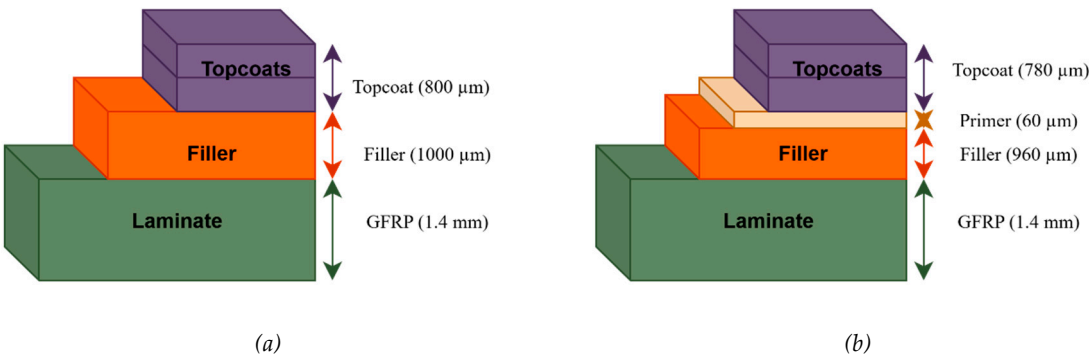 Topcoats
Topcoat (800 µm)
Filler
Filler (1000 µm)
Laminate
GFRP (1.4 mm)
(a)
Topcoats
Topcoat (780 µm)
Primer (60 µm)
Filler
Filler (960 µm)
Laminate
GFRP (1.4 mm)
(b)